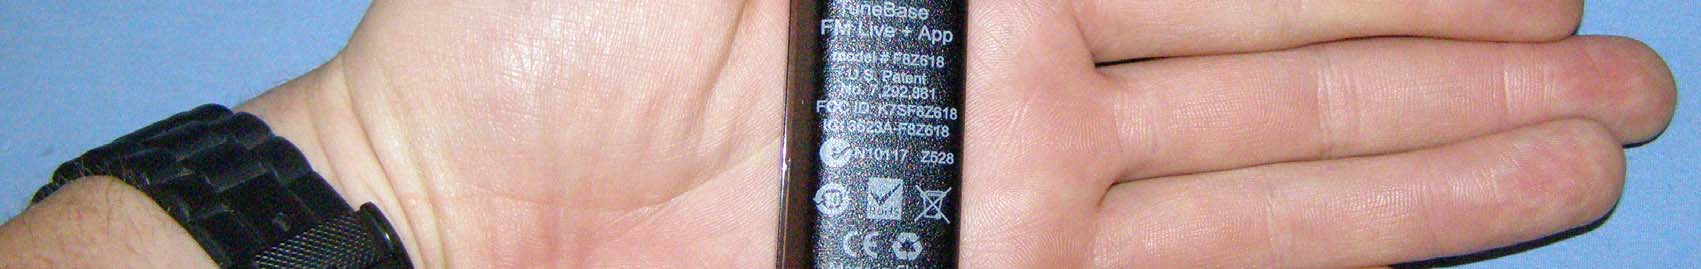 TuneBase
FM Live + App
model # F8Z618
U.S. Patent
No. 7,292,881
FCC ID: K7SF8Z618
IC: 3623A-F8Z618
N10117 Z528
10
RoHS
CE